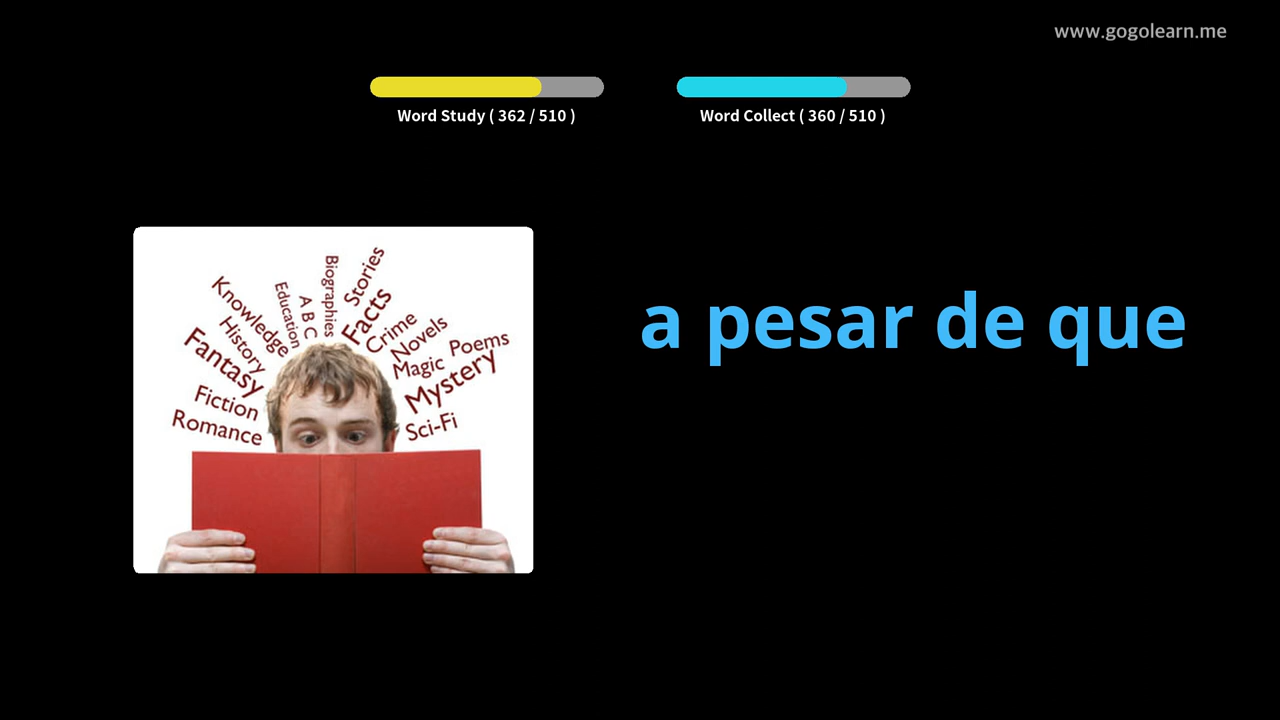 www.gogolearn.me
Word Study ( 362 / 510 )
Word Collect ( 360 / 510 )
a pesar de que
Knowledge
History
Fantasy
Fiction
Romance
Education
A B C
Biographies
Stories
Facts
Crime
Novels
Magic
Poems
Mystery
Sci-Fi